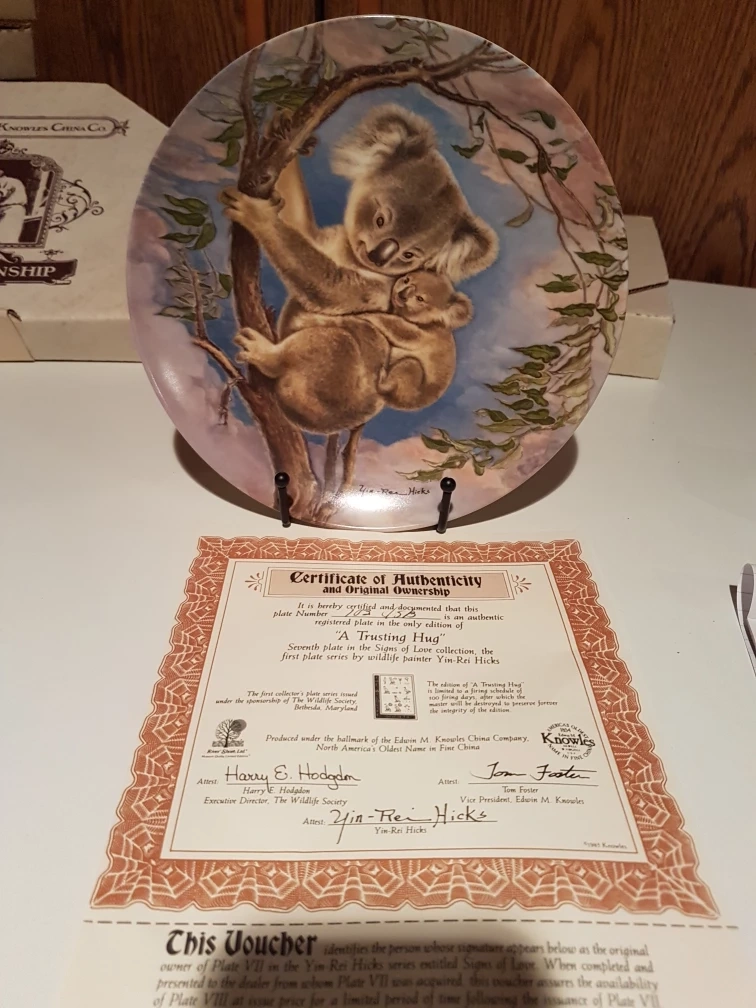 KNOWLES CHINA CO.
NSHIP
Yin-Rei Hicks
Certificate of Authenticity
and Original Ownership
It is hereby certified and documented that this
plate Number is an authentic
registered plate in the only edition of
"A Trusting Hug"
Seventh plate in the Signs of Love collection, the
first plate series by wildlife painter Yin-Rei Hicks
The first collector's plate series issued
under the sponsorship of The Wildlife Society,
Bethesda, Maryland
The edition of "A Trusting Hug"
is limited to a firing schedule of
100 firing days, after which the
master will be destroyed to preserve forever
the integrity of the edition.
River Shore, Ltd.
Knowles
Produced under the hallmark of the Edwin M. Knowles China Company,
North America's Oldest Name in Fine China
Attest: Harry E. Hodgdon
Harry E. Hodgdon
Executive Director, The Wildlife Society
Attest: Tom Foster
Tom Foster
Vice President, Edwin M. Knowles
Attest: Yin-Rei Hicks
Yin-Rei Hicks
This Voucher identifies the person whose signature appears below as the original
owner of Plate VII in the Yin-Rei Hicks series entitled Signs of Love. When completed and
presented to the dealer from whom Plate VII was acquired, this voucher assures the availability
of Plate VIII at issue price for a limited period of time following the issuance of Plate V